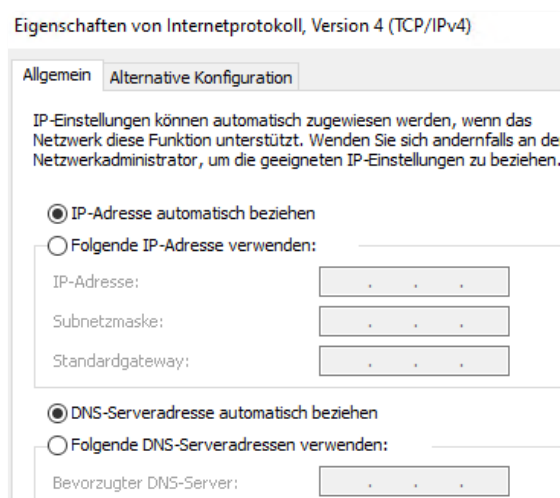 Eigenschaften von Internetprotokoll, Version 4 (TCP/IPv4)
Allgemein Alternative Konfiguration
IP-Einstellungen können automatisch zugewiesen werden, wenn das
Netzwerk diese Funktion unterstützt. Wenden Sie sich andernfalls an
Netzwerkadministrator, um die geeigneten IP-Einstellungen zu beziehen.
IP-Adresse automatisch beziehen
Folgende IP-Adresse verwenden:
IP-Adresse:
Subnetzmaske:
Standardgateway:
DNS-Serveradresse automatisch beziehen
Folgende DNS-Serveradressen verwenden:
Bevorzugter DNS-Server: